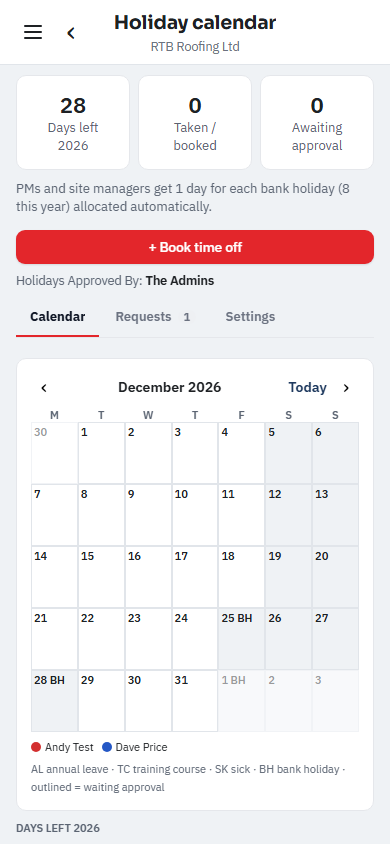 Holiday calendar
RTB Roofing Ltd
28
Days left
2026
0
Taken /
booked
0
Awaiting
approval
PMs and site managers get 1 day for each bank holiday (8
this year) allocated automatically.
+ Book time off
Holidays Approved By: The Admins
Calendar Requests 1 Settings
December 2026 Today
M T W T F S S
30 1 2 3 4 5 6
7 8 9 10 11 12 13
14 15 16 17 18 19 20
21 22 23 24 25 BH 26 27
28 BH 29 30 31 1 BH 2 3
Andy Test Dave Price
AL annual leave · TC training course · SK sick · BH bank holiday ·
outlined = waiting approval
DAYS LEFT 2026